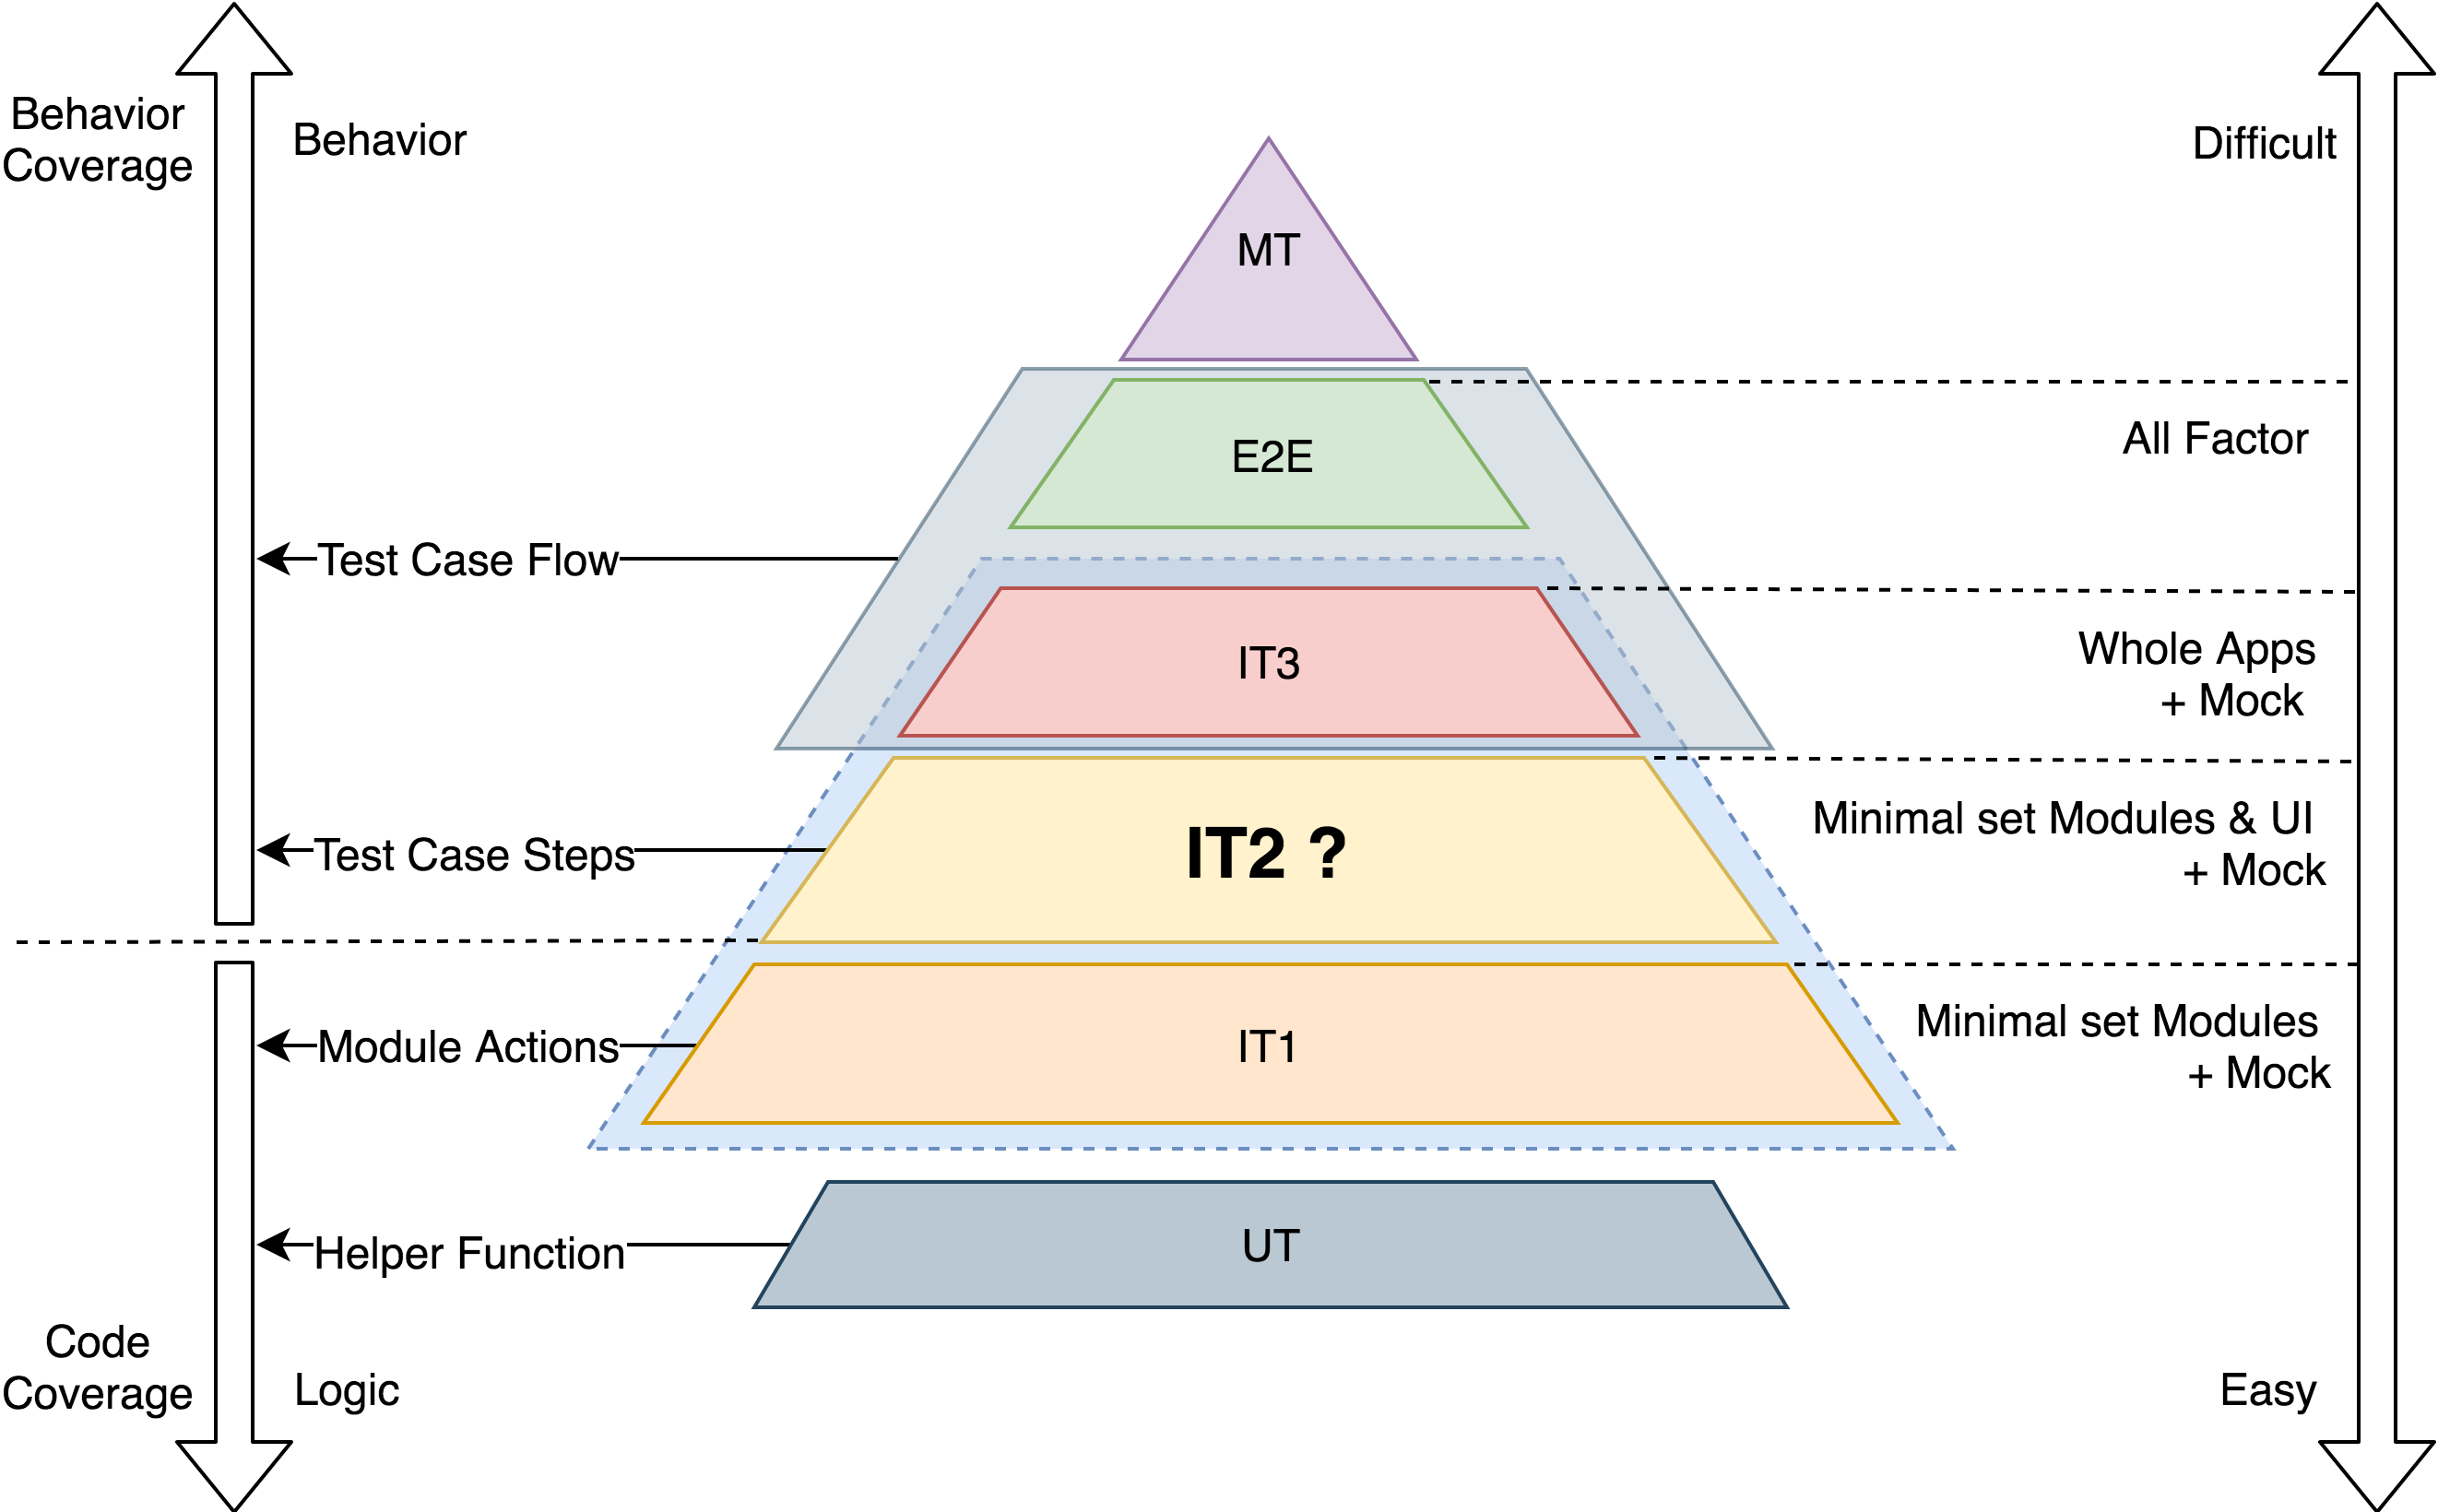 Behavior
Coverage
Behavior
Difficult
MT
All Factor
E2E
Test Case Flow
Whole Apps
+ Mock
IT3
Minimal set Modules & UI
+ Mock
IT2 ?
Test Case Steps
Minimal set Modules
+ Mock
Module Actions
IT1
Helper Function
UT
Code
Coverage
Logic
Easy